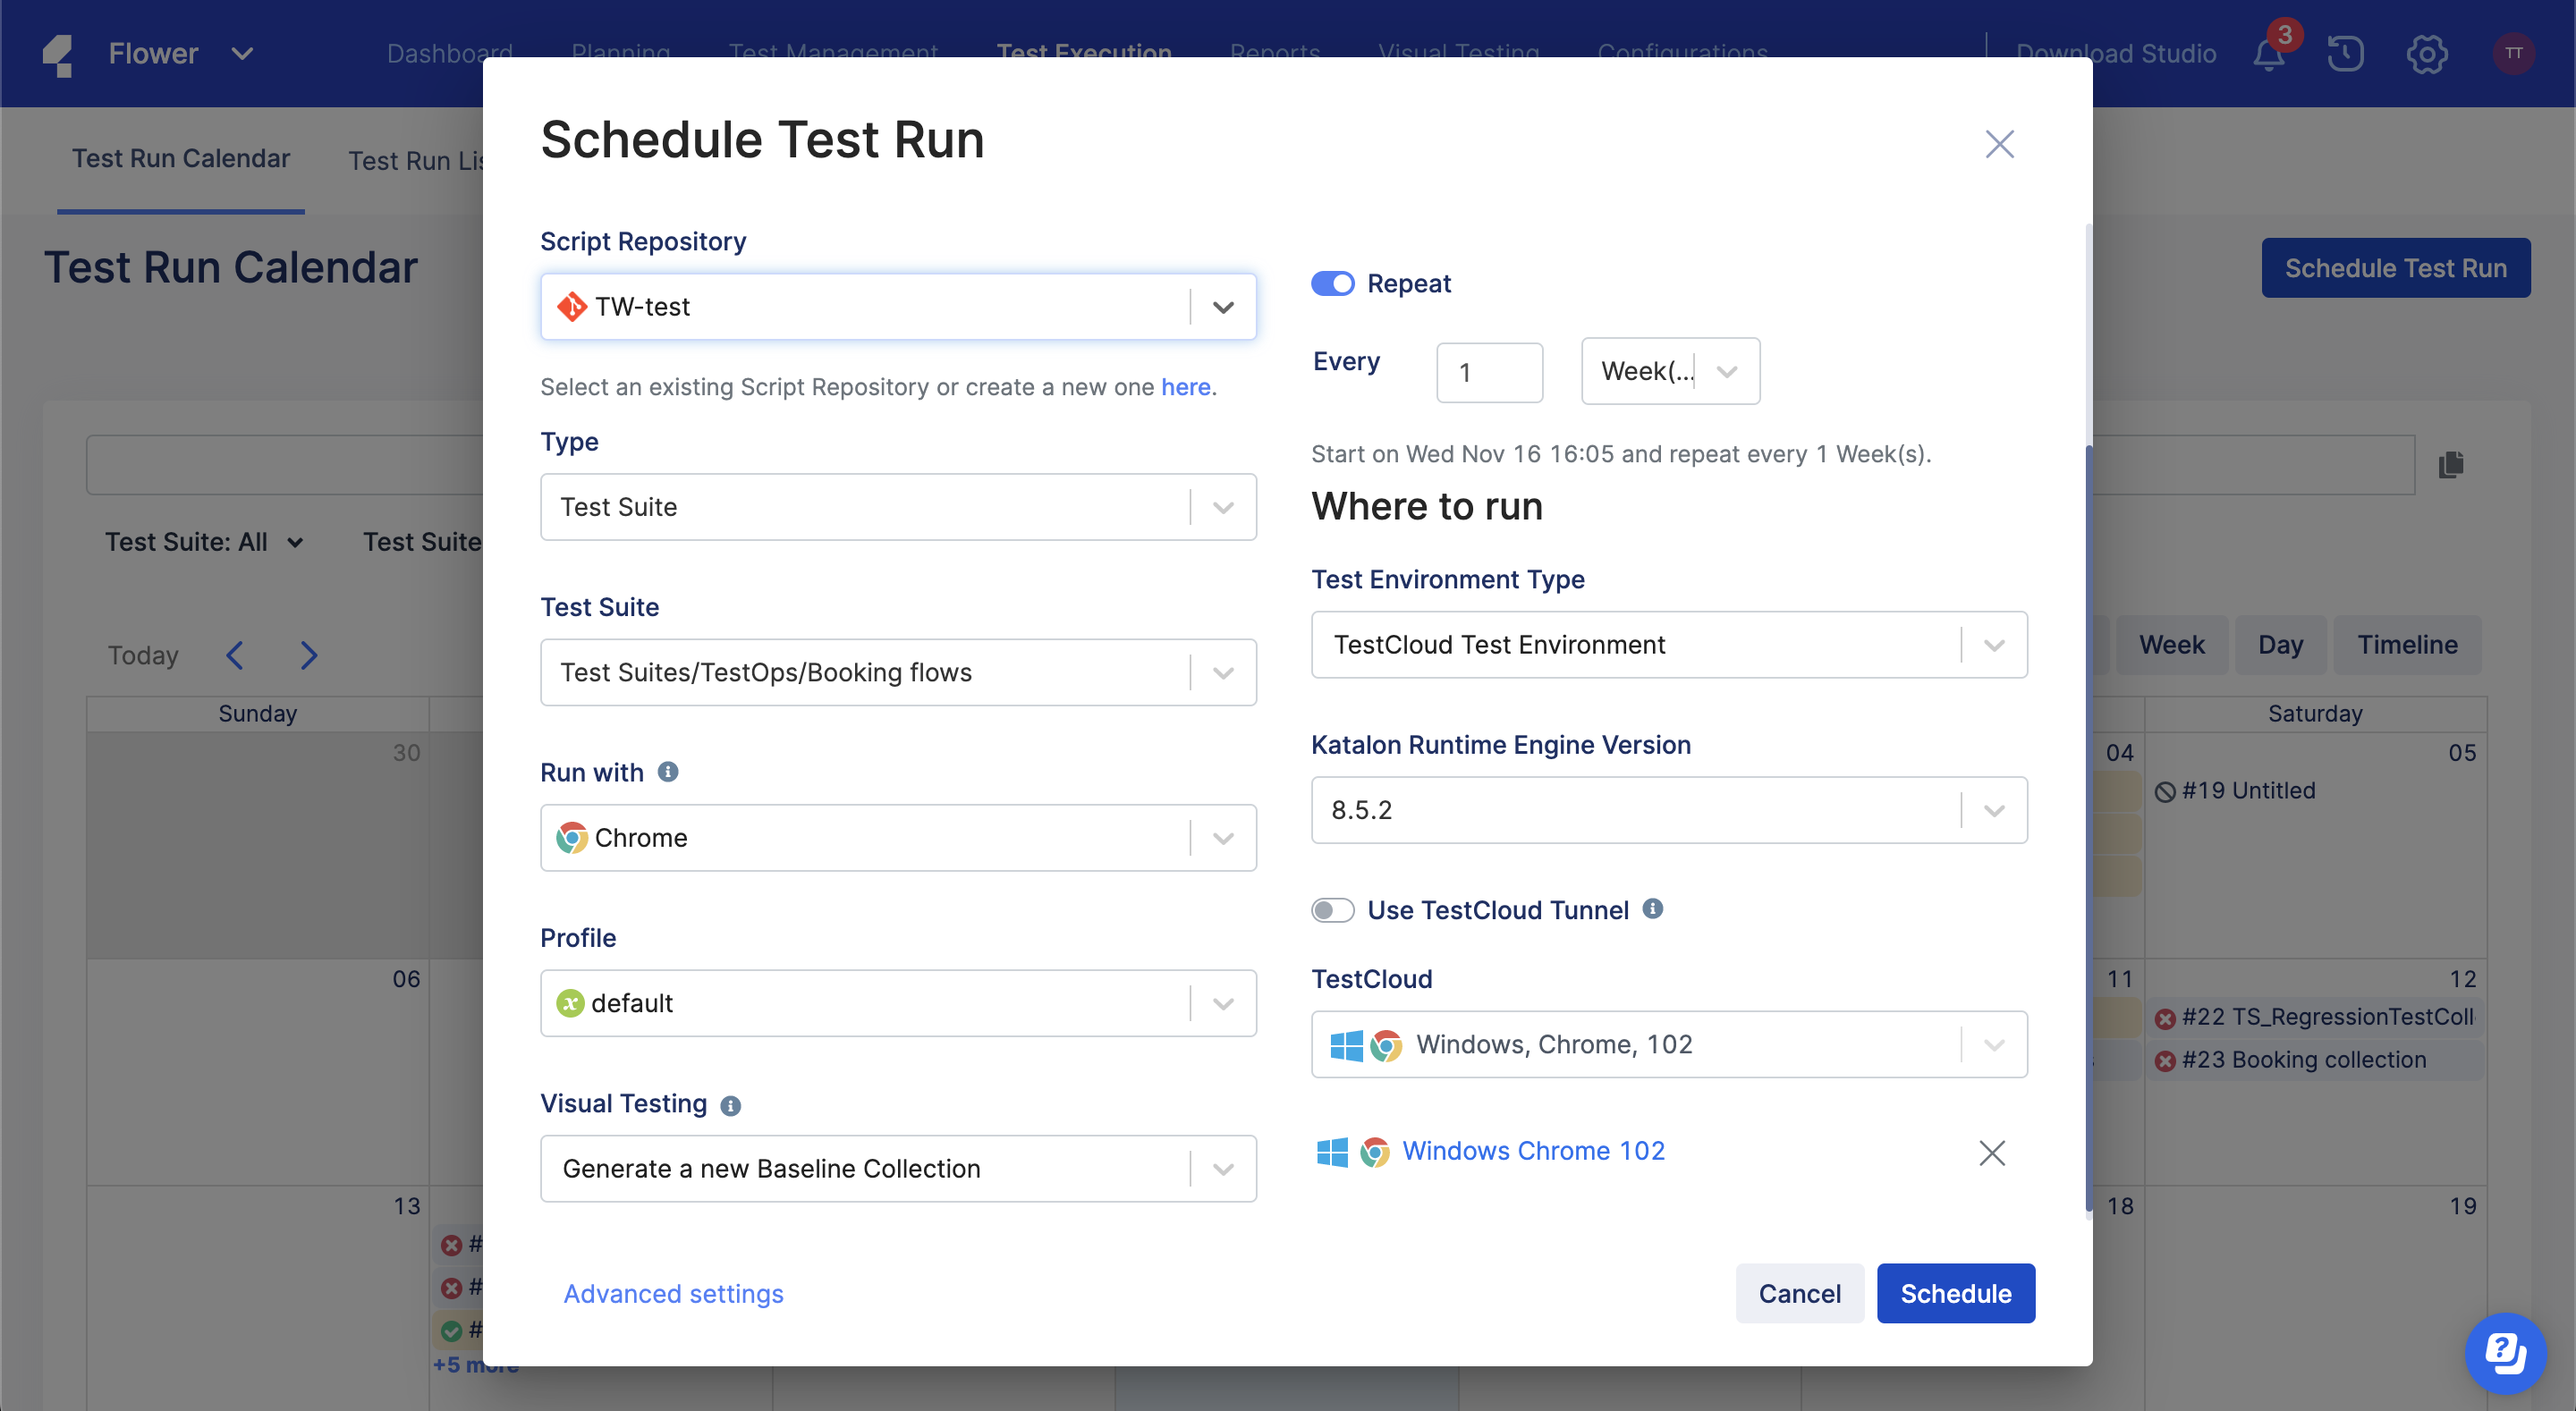 Flower
Dashboard
Planning
Test Management
Test Execution
Reports
Visual Testing
Configurations
Download Studio
3
TT
Test Run Calendar
Test Run Lis
Test Run Calendar
Schedule Test Run
Test Suite: All
Test Suite
Today
Week
Day
Timeline
Sunday
Saturday
30
04
05
#19 Untitled
06
11
12
#22 TS_RegressionTestColl
#23 Booking collection
13
18
19
#
#
#
+5 more
Schedule Test Run
Script Repository
TW-test
Select an existing Script Repository or create a new one here.
Type
Test Suite
Test Suite
Test Suites/TestOps/Booking flows
Run with
Chrome
Profile
default
Visual Testing
Generate a new Baseline Collection
Advanced settings
Repeat
Every
1
Week(...
Start on Wed Nov 16 16:05 and repeat every 1 Week(s).
Where to run
Test Environment Type
TestCloud Test Environment
Katalon Runtime Engine Version
8.5.2
Use TestCloud Tunnel
TestCloud
Windows, Chrome, 102
Windows Chrome 102
Cancel
Schedule